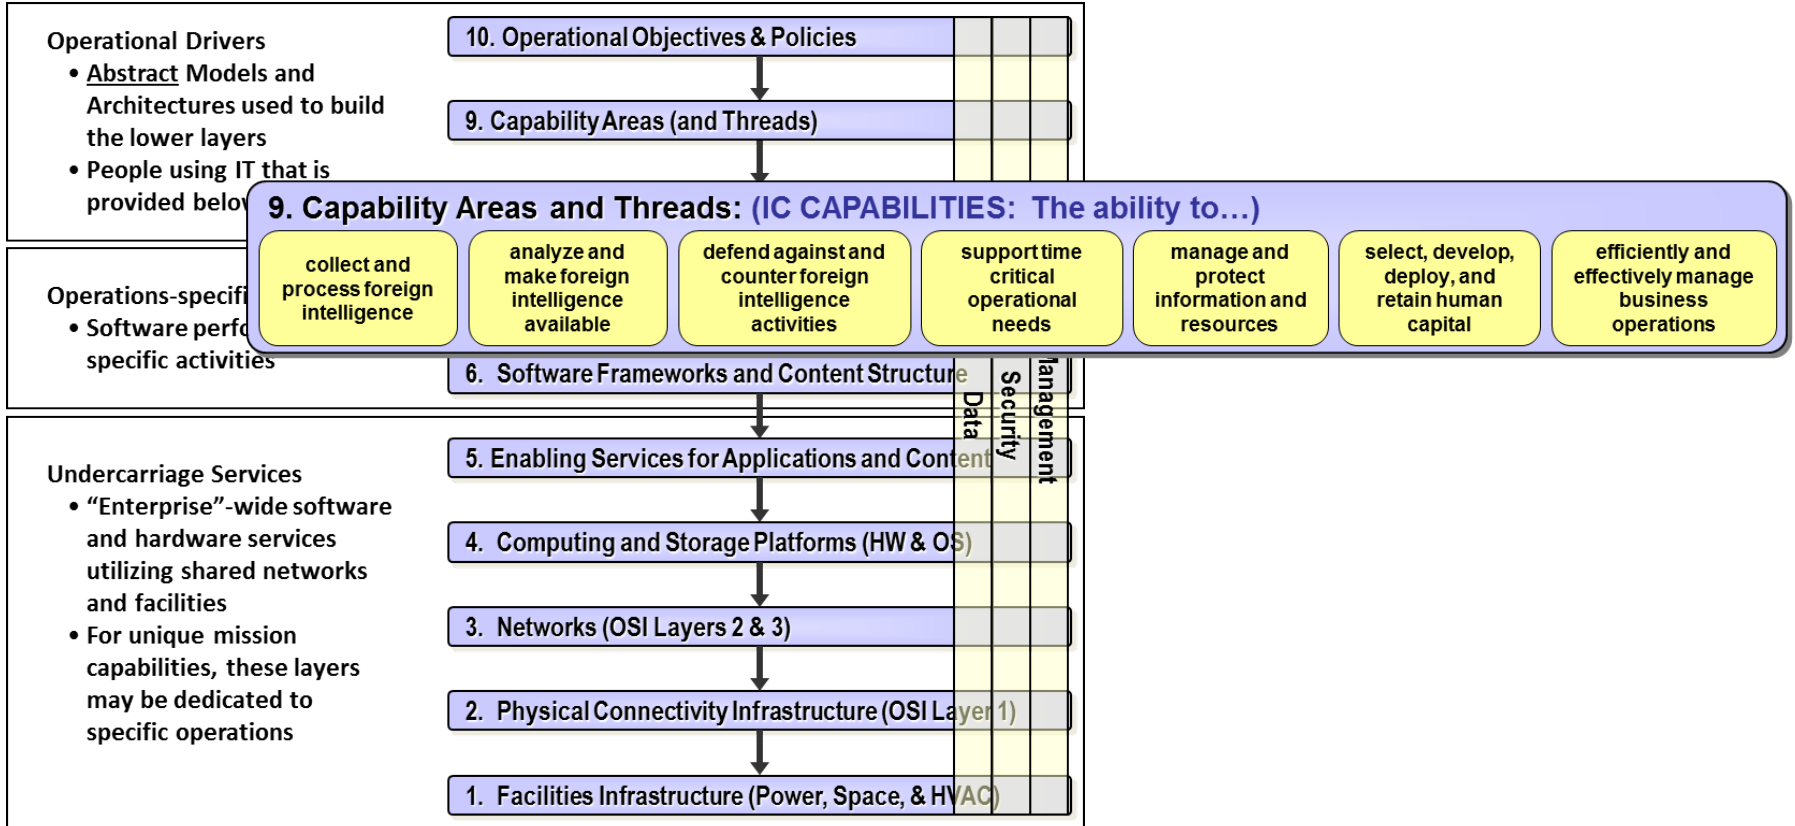 Operational Drivers
• Abstract Models and
Architectures used to build
the lower layers
• People using IT that is
provided below
10. Operational Objectives & Policies
9. Capability Areas (and Threads)
9. Capability Areas and Threads: (IC CAPABILITIES: The ability to…)
collect and
process foreign
intelligence
analyze and
make foreign
intelligence
available
defend against and
counter foreign
intelligence
activities
support time
critical
operational
needs
manage and
protect
information and
resources
select, develop,
deploy, and
retain human
capital
efficiently and
effectively manage
business
operations
Operations-specifi
• Software perfo
specific activities
6. Software Frameworks and Content Structure
Data
Security
Management
Undercarriage Services
• “Enterprise”-wide software
and hardware services
utilizing shared networks
and facilities
• For unique mission
capabilities, these layers
may be dedicated to
specific operations
5. Enabling Services for Applications and Content
4. Computing and Storage Platforms (HW & OS)
3. Networks (OSI Layers 2 & 3)
2. Physical Connectivity Infrastructure (OSI Layer 1)
1. Facilities Infrastructure (Power, Space, & HVAC)